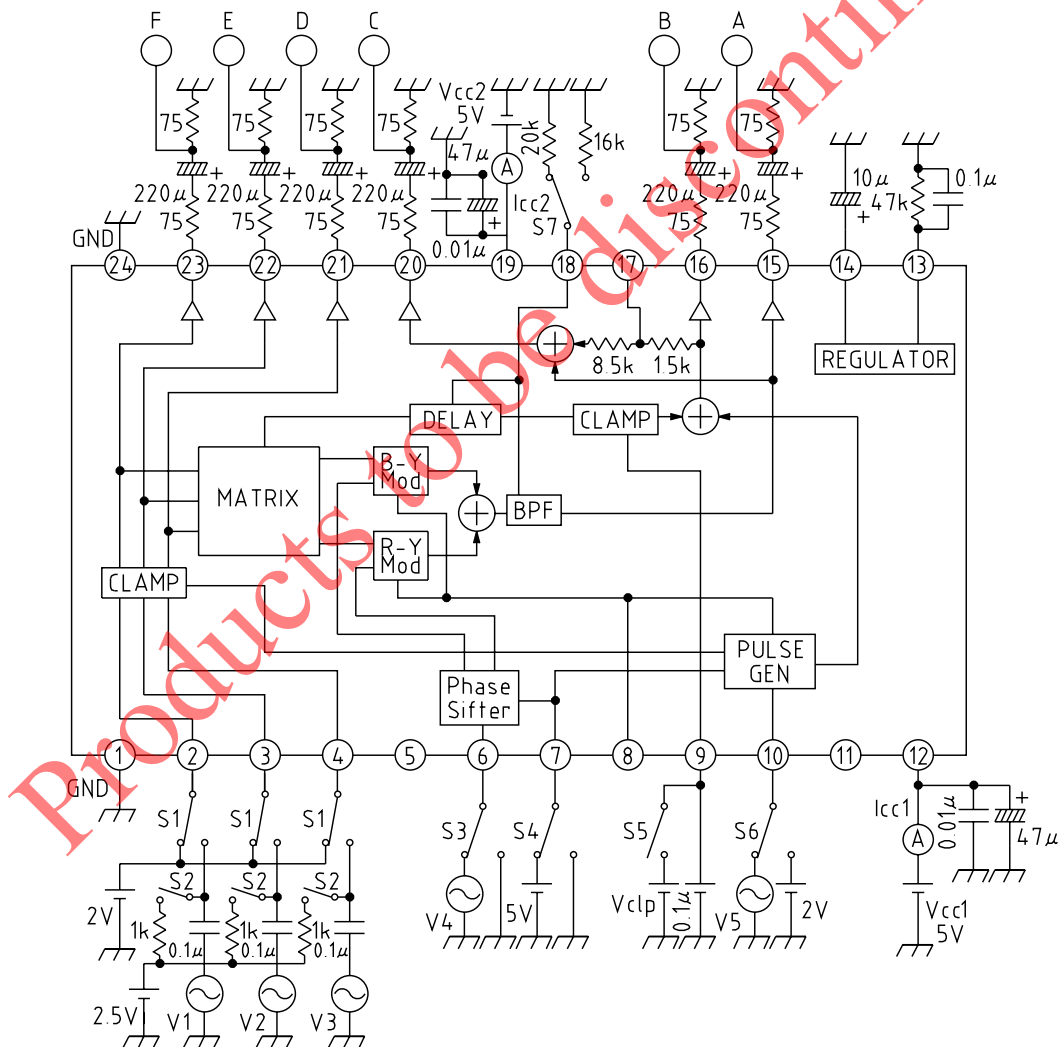 F E D C B A
75 75 75 75 Vcc2 5V 20k 16k 75 75
47μ A Icc2 S7 10μ 47k 0.1μ
+ + + + + + + +
220μ 220μ 220μ 220μ 220μ 220μ
75 75 75 75 0.01μ 75 75
GND
24 23 22 21 20 19 18 17 16 15 14 13
8.5k 1.5k REGULATOR
DELAY CLAMP
MATRIX
B-Y Mod
BPF
R-Y Mod
CLAMP
PULSE GEN
Phase Sifter
1 2 3 4 5 6 7 8 9 10 11 12
GND
S1 S1 S1 S3 S4 S5 S6 Icc1 A 0.01μ + 47μ
S2 S2 S2
2V 1k 1k 1k V4 5V Vclp 0.1μ V5 2V Vcc1 5V
0.1μ 0.1μ 0.1μ
2.5V V1 V2 V3
Products to be discontin